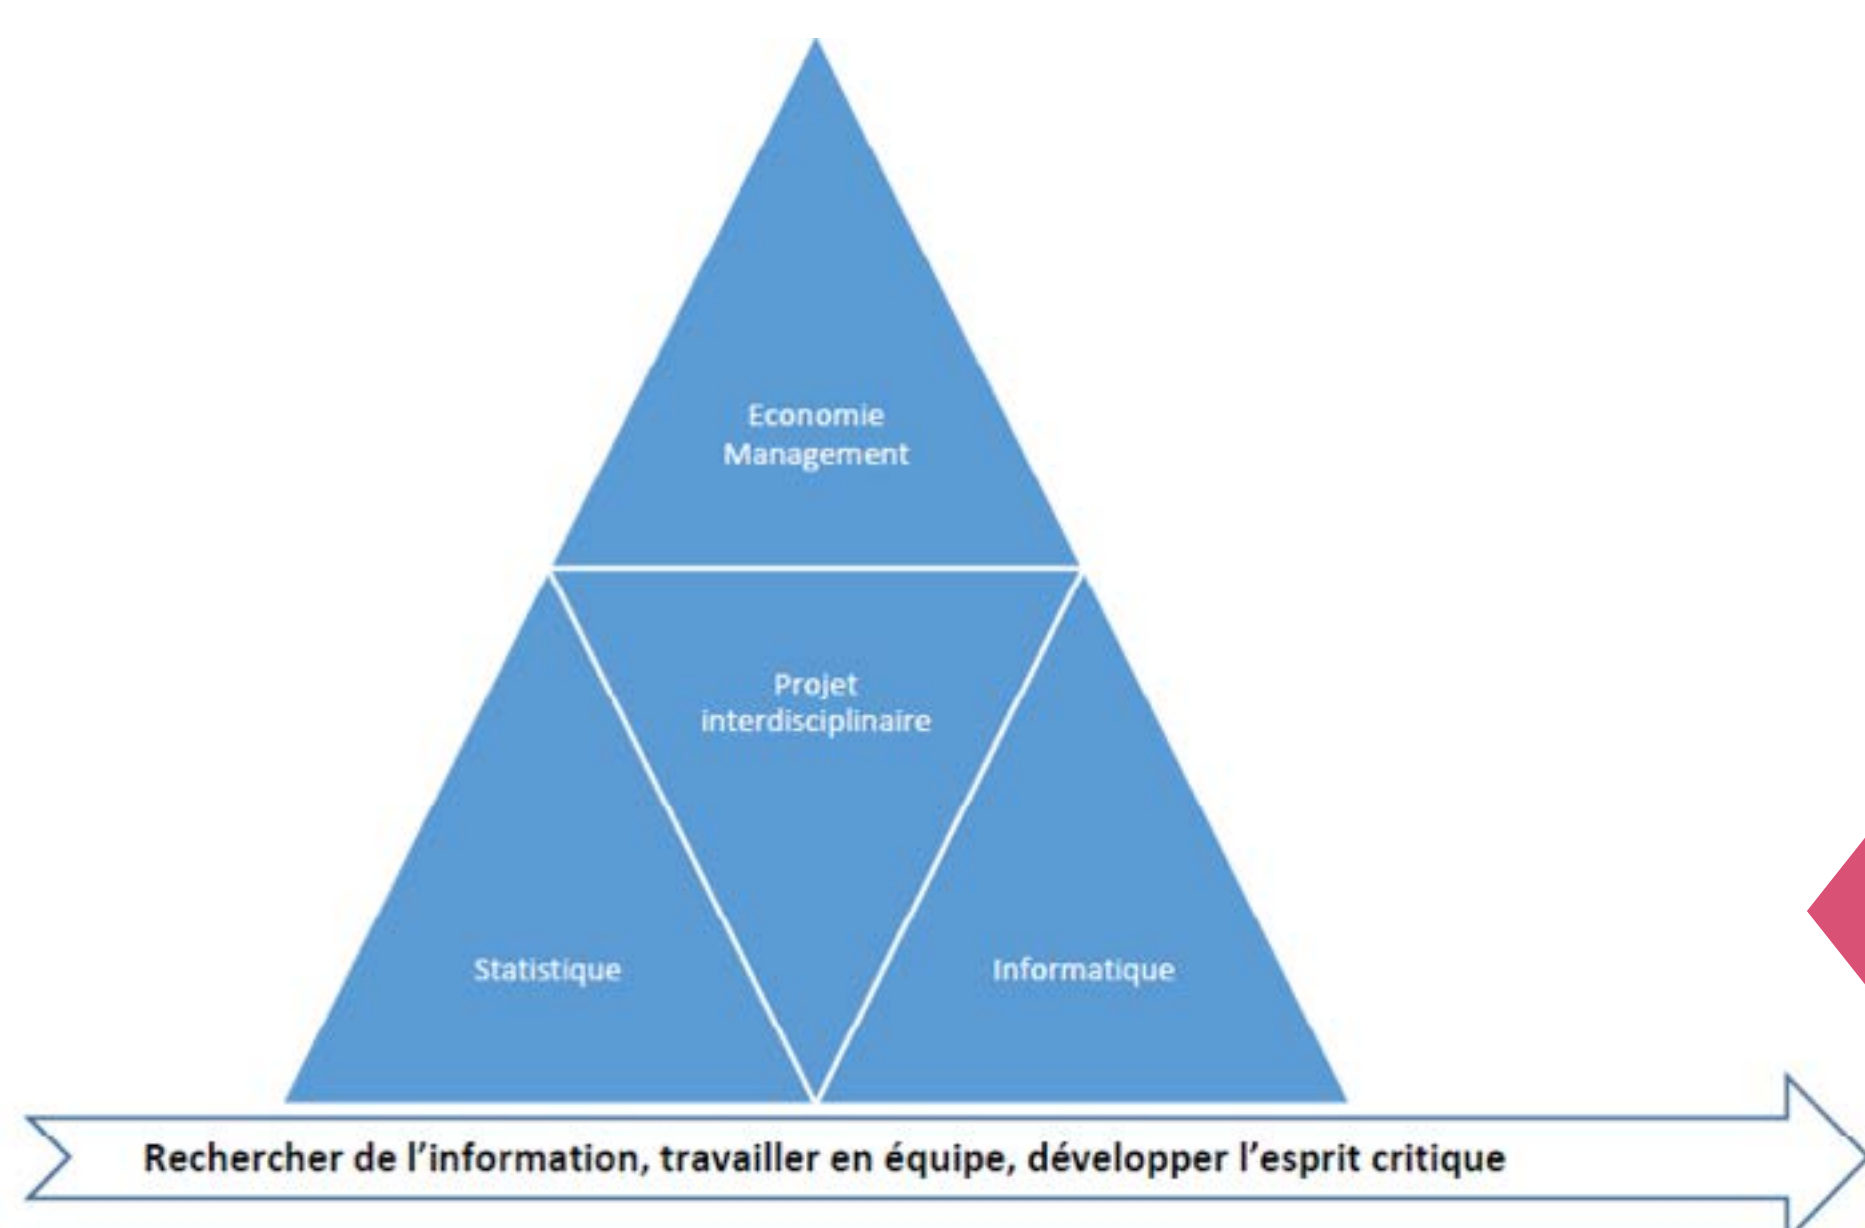 Economie
Management
Projet
interdisciplinaire
Statistique
Informatique
Rechercher de l'information, travailler en équipe, développer l'esprit critique